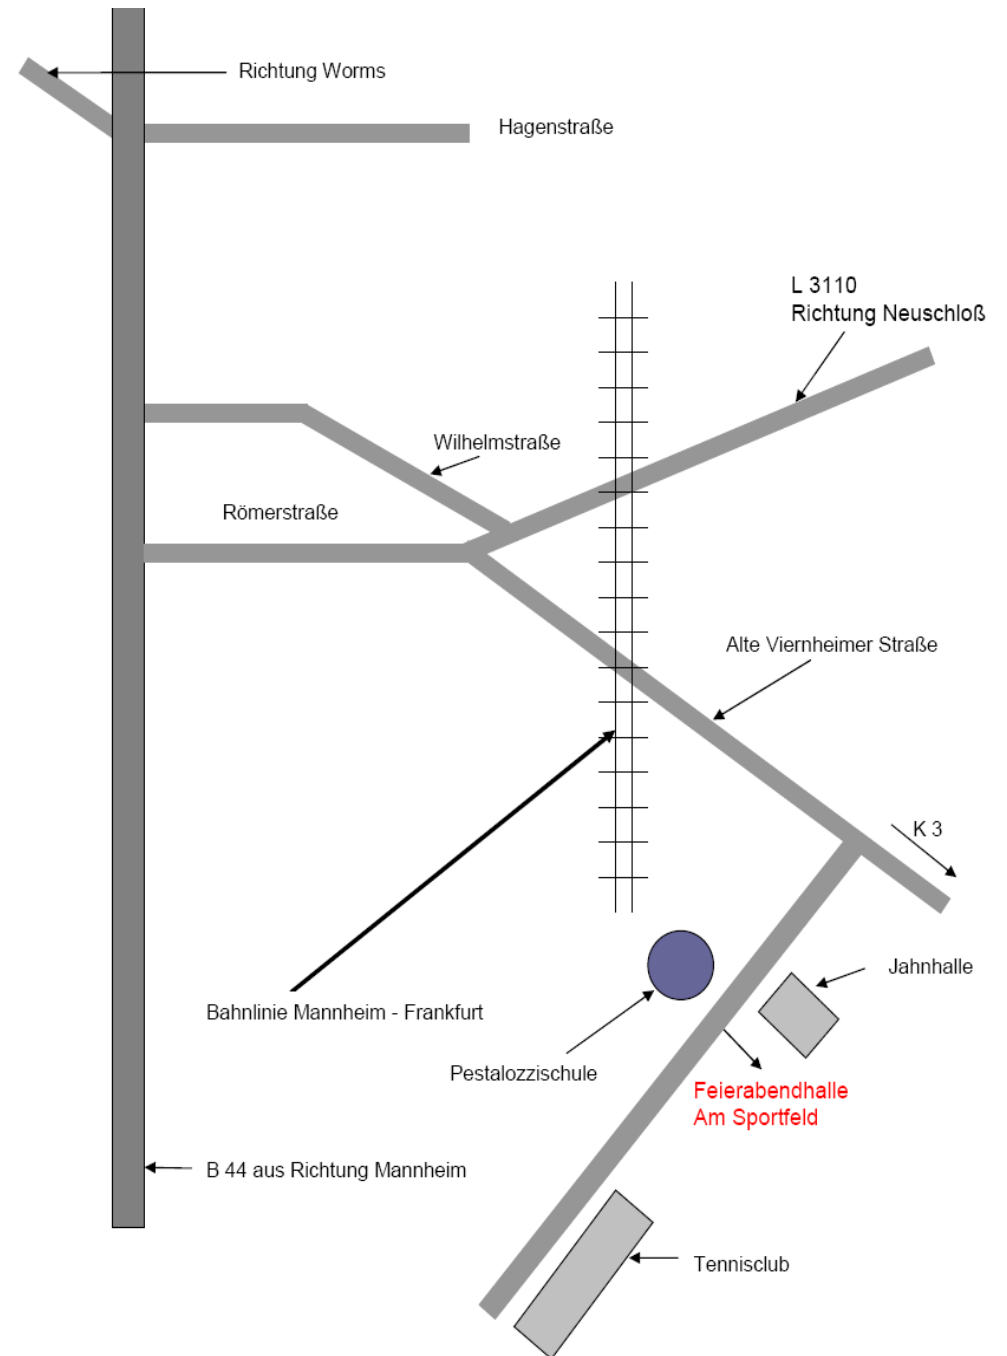 Richtung Worms
Hagenstraße
L 3110
Richtung Neuschloß
Wilhelmstraße
Römerstraße
Alte Viernheimer Straße
K 3
Jahnhalle
Bahnlinie Mannheim - Frankfurt
Pestalozzischule
Feierabendhalle
Am Sportfeld
B 44 aus Richtung Mannheim
Tennisclub